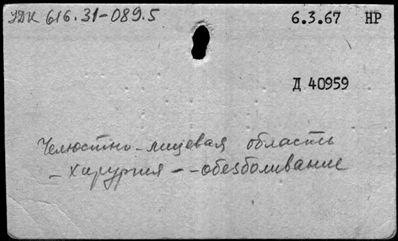 УДК 616.31-089.5 6.3.67 НР
Д 40959
Челюстно-лицевая область
- хирургия - - обезболивание